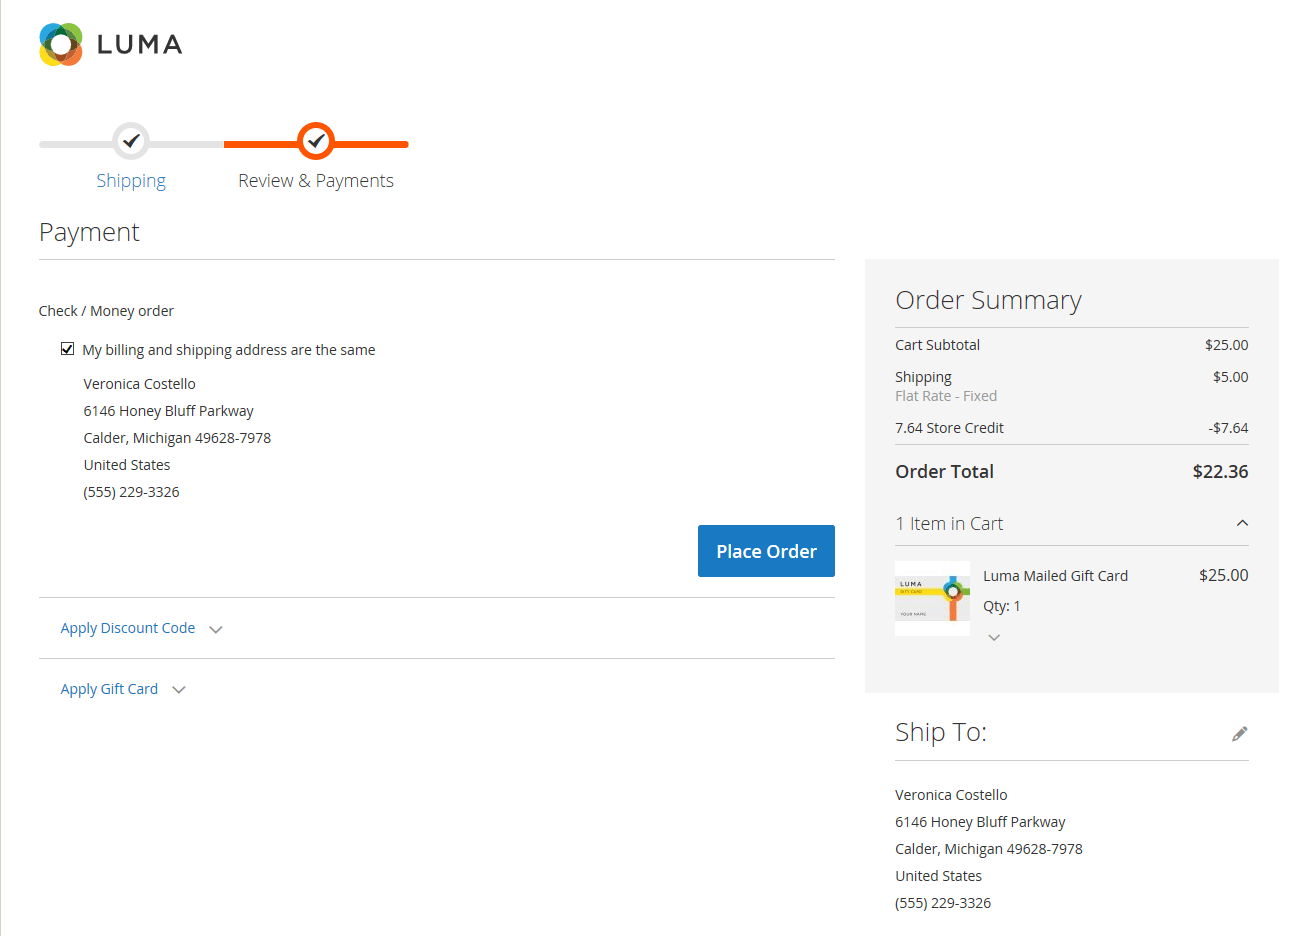 LUMA
Shipping
Review & Payments
Payment
Check / Money order
My billing and shipping address are the same
Veronica Costello
6146 Honey Bluff Parkway
Calder, Michigan 49628-7978
United States
(555) 229-3326
Place Order
Apply Discount Code
Apply Gift Card
Order Summary
Cart Subtotal $25.00
Shipping $5.00
Flat Rate - Fixed
7.64 Store Credit -$7.64
Order Total $22.36
1 Item in Cart
LUMA
GIFT CARD
YOUR NAME
Luma Mailed Gift Card $25.00
Qty: 1
Ship To:
Veronica Costello
6146 Honey Bluff Parkway
Calder, Michigan 49628-7978
United States
(555) 229-3326